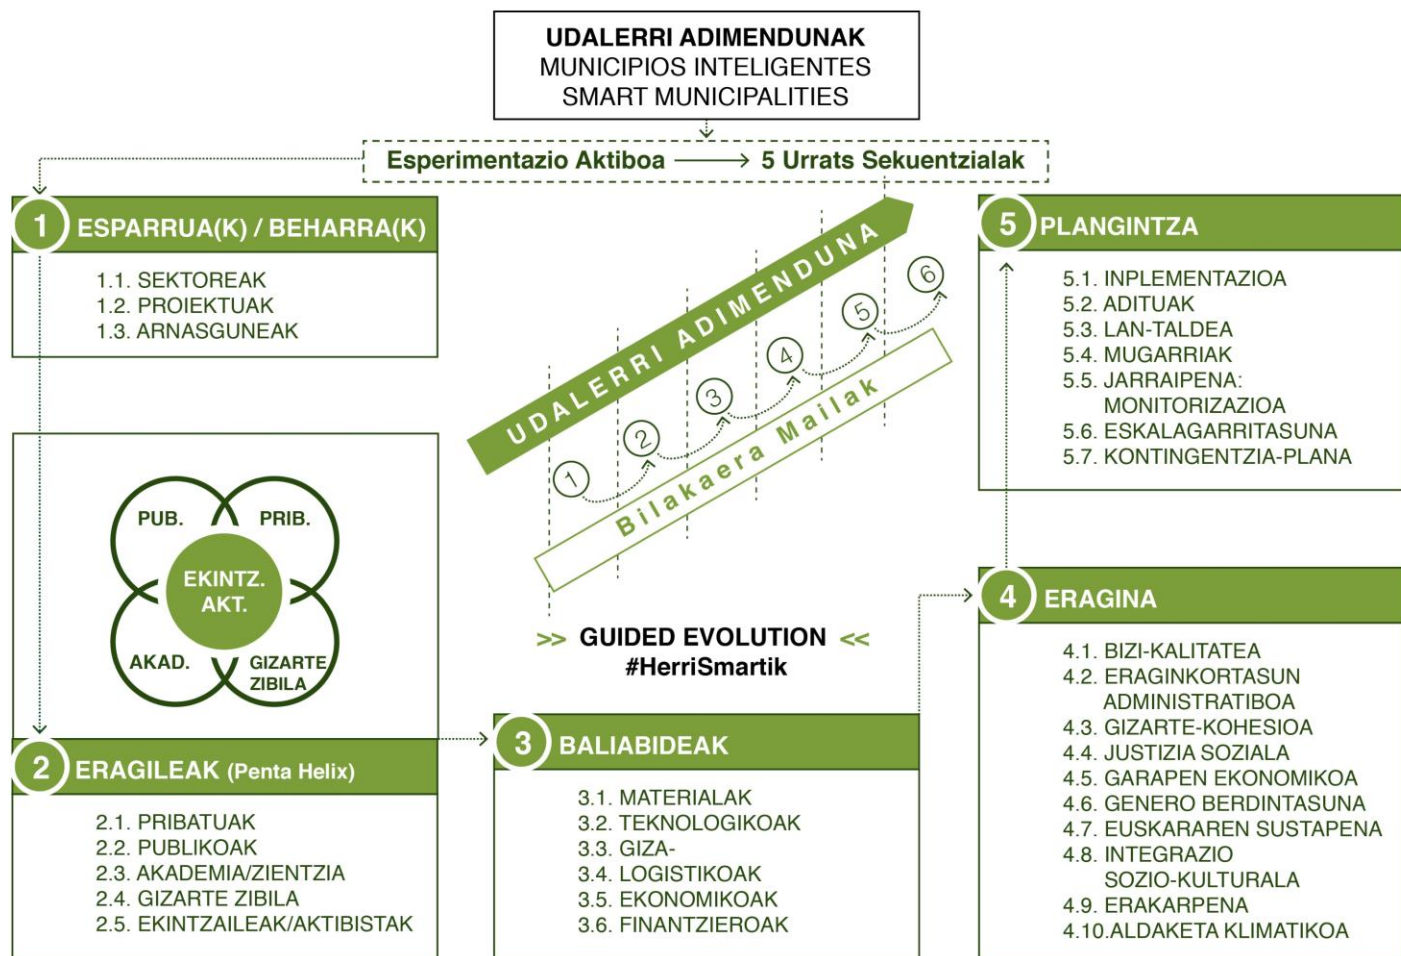 UDALERRI ADIMENDUNAK
MUNICIPIOS INTELIGENTES
SMART MUNICIPALITIES
Esperimentazio Aktiboa → 5 Urrats Sekuentzialak
1 ESPARRUA(K) / BEHARRA(K)
1.1. SEKTOREAK
1.2. PROIEKTUAK
1.3. ARNASGUNEAK
PUB. PRIB.
EKINTZ.
AKT.
AKAD. GIZARTE
ZIBILA
2 ERAGILEAK (Penta Helix)
2.1. PRIBATUAK
2.2. PUBLIKOAK
2.3. AKADEMIA/ZIENTZIA
2.4. GIZARTE ZIBILA
2.5. EKINTZAILEAK/AKTIBISTAK
UDALERRI ADIMENDUNA
1 2 3 4 5 6
Bilakaera Mailak
>> GUIDED EVOLUTION <<
#HerriSmartik
3 BALIABIDEAK
3.1. MATERIALAK
3.2. TEKNOLOGIKOAK
3.3. GIZA-
3.4. LOGISTIKOAK
3.5. EKONOMIKOAK
3.6. FINANTZIEROAK
4 ERAGINA
4.1. BIZI-KALITATEA
4.2. ERAGINKORTASUN
ADMINISTRATIBOA
4.3. GIZARTE-KOHESIOA
4.4. JUSTIZIA SOZIALA
4.5. GARAPEN EKONOMIKOA
4.6. GENERO BERDINTASUNA
4.7. EUSKARAREN SUSTAPENA
4.8. INTEGRAZIO
SOZIO-KULTURALA
4.9. ERAKARPENA
4.10.ALDAKETA KLIMATIKOA
5 PLANGINTZA
5.1. INPLEMENTAZIOA
5.2. ADITUAK
5.3. LAN-TALDEA
5.4. MUGARRIAK
5.5. JARRAIPENA:
MONITORIZAZIOA
5.6. ESKALAGARRITASUNA
5.7. KONTINGENTZIA-PLANA